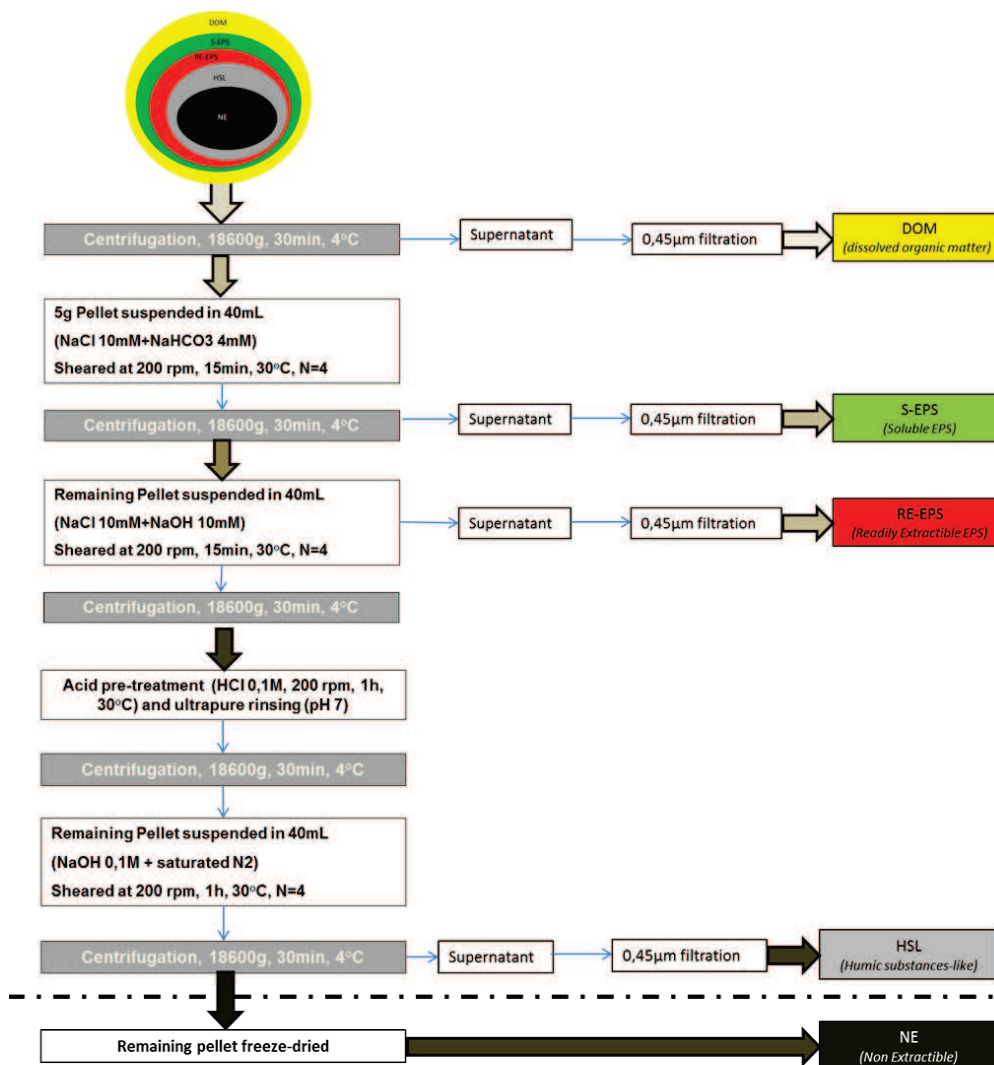 DOM
S-EPS
RE-EPS
HSL
NE
Centrifugation, 18600g, 30min, 4°C
Supernatant
0,45µm filtration
DOM
(dissolved organic matter)
5g Pellet suspended in 40mL
(NaCl 10mM+NaHCO3 4mM)
Sheared at 200 rpm, 15min, 30°C, N=4
Centrifugation, 18600g, 30min, 4°C
Supernatant
0,45µm filtration
S-EPS
(Soluble EPS)
Remaining Pellet suspended in 40mL
(NaCl 10mM+NaOH 10mM)
Sheared at 200 rpm, 15min, 30°C, N=4
Supernatant
0,45µm filtration
RE-EPS
(Readily Extractible EPS)
Centrifugation, 18600g, 30min, 4°C
Acid pre-treatment (HCl 0,1M, 200 rpm, 1h,
30°C) and ultrapure rinsing (pH 7)
Centrifugation, 18600g, 30min, 4°C
Remaining Pellet suspended in 40mL
(NaOH 0,1M + saturated N2)
Sheared at 200 rpm, 1h, 30°C, N=4
Centrifugation, 18600g, 30min, 4°C
Supernatant
0,45µm filtration
HSL
(Humic substances-like)
Remaining pellet freeze-dried
NE
(Non Extractible)